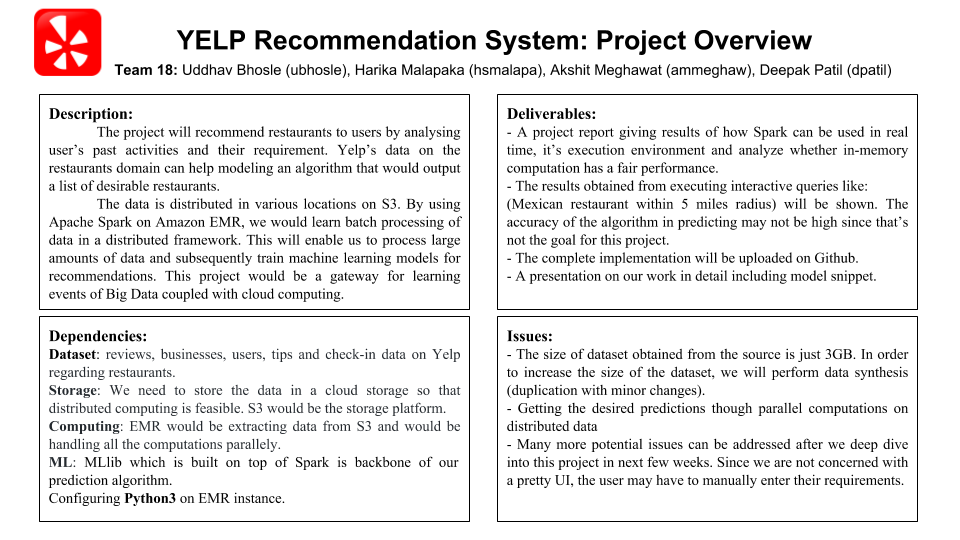 YELP Recommendation System: Project Overview
Team 18: Uddhav Bhosle (ubhosle), Harika Malapaka (hsmalapa), Akshit Meghawat (ammeghaw), Deepak Patil (dpatil)
Description:
The project will recommend restaurants to users by analysing
user’s past activities and their requirement. Yelp’s data on the
restaurants domain can help modeling an algorithm that would output
a list of desirable restaurants.
The data is distributed in various locations on S3. By using
Apache Spark on Amazon EMR, we would learn batch processing of
data in a distributed framework. This will enable us to process large
amounts of data and subsequently train machine learning models for
recommendations. This project would be a gateway for learning
events of Big Data coupled with cloud computing.
Deliverables:
- A project report giving results of how Spark can be used in real
time, it’s execution environment and analyze whether in-memory
computation has a fair performance.
- The results obtained from executing interactive queries like:
(Mexican restaurant within 5 miles radius) will be shown. The
accuracy of the algorithm in predicting may not be high since that’s
not the goal for this project.
- The complete implementation will be uploaded on Github.
- A presentation on our work in detail including model snippet.
Dependencies:
Dataset: reviews, businesses, users, tips and check-in data on Yelp
regarding restaurants.
Storage: We need to store the data in a cloud storage so that
distributed computing is feasible. S3 would be the storage platform.
Computing: EMR would be extracting data from S3 and would be
handling all the computations parallely.
ML: MLlib which is built on top of Spark is backbone of our
prediction algorithm.
Configuring Python3 on EMR instance.
Issues:
- The size of dataset obtained from the source is just 3GB. In order
to increase the size of the dataset, we will perform data synthesis
(duplication with minor changes).
- Getting the desired predictions though parallel computations on
distributed data
- Many more potential issues can be addressed after we deep dive
into this project in next few weeks. Since we are not concerned with
a pretty UI, the user may have to manually enter their requirements.